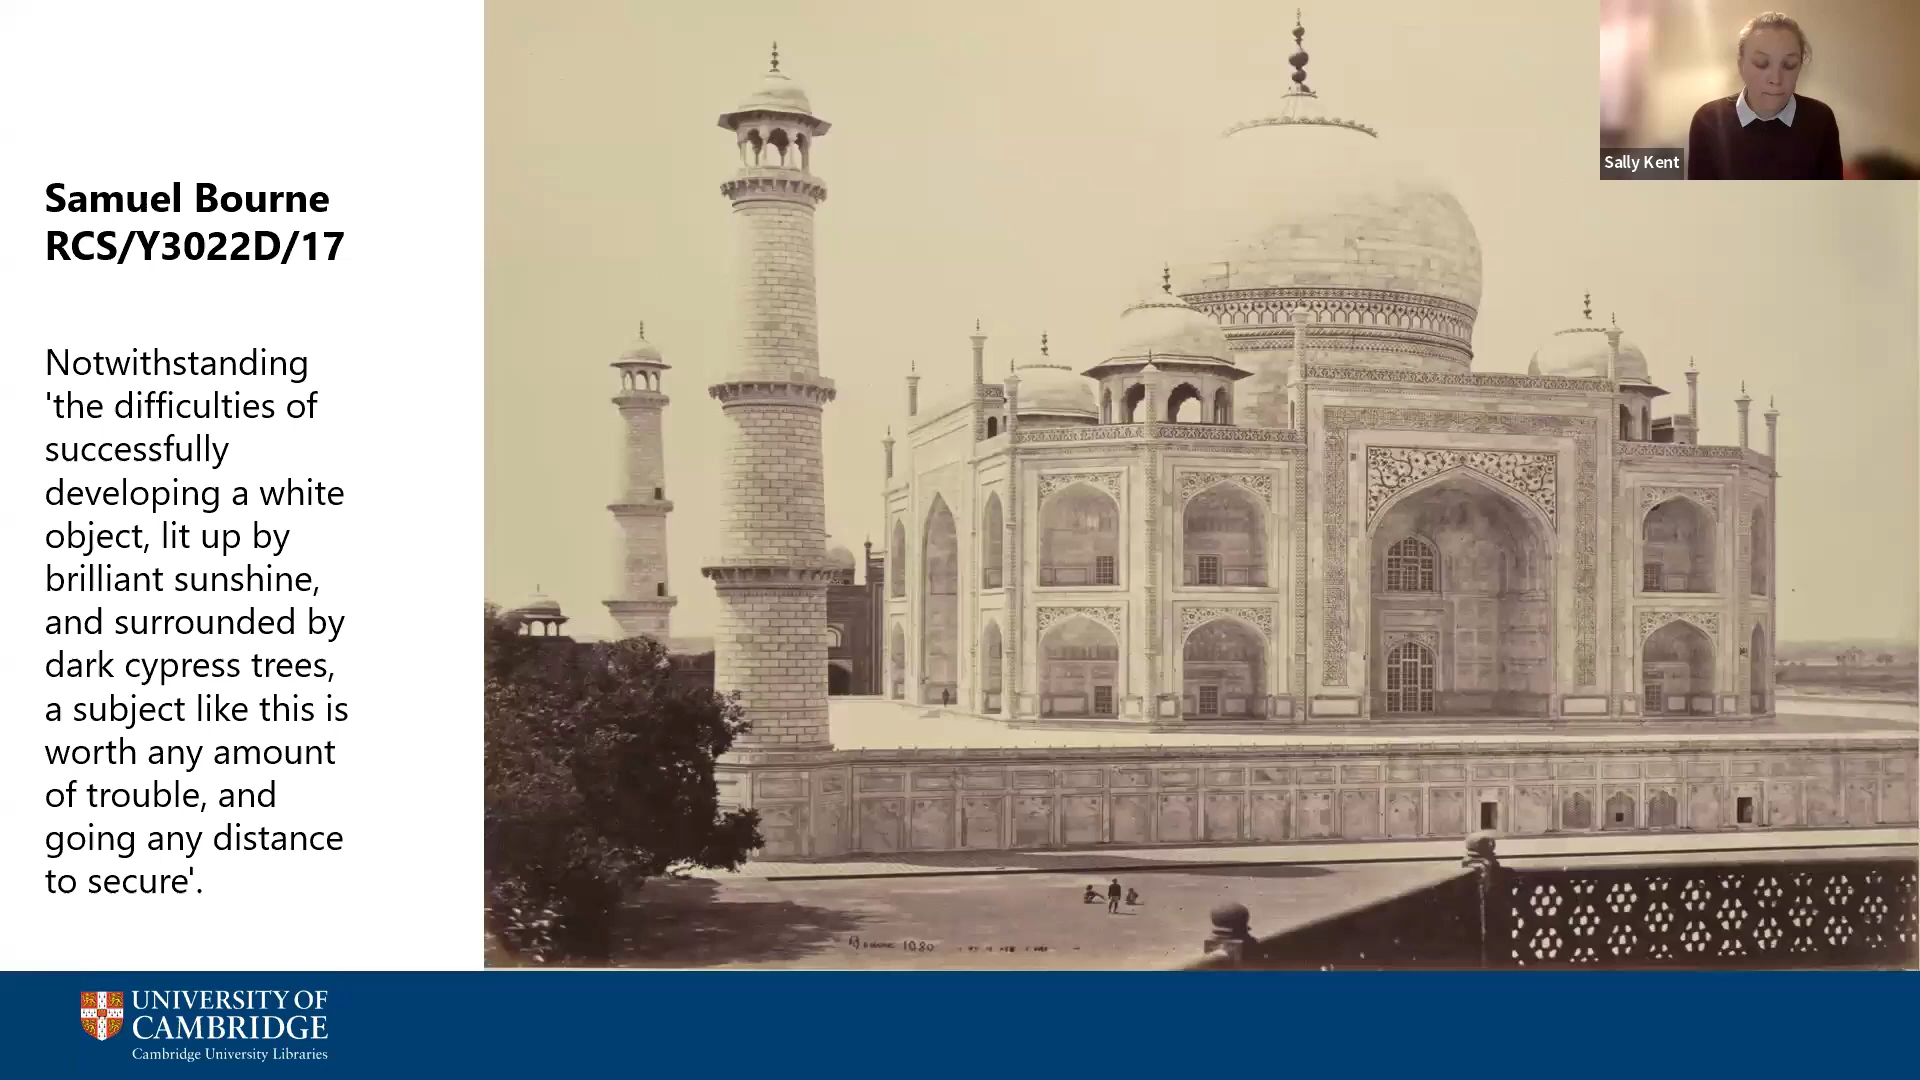 Samuel Bourne
RCS/Y3022D/17
Notwithstanding
'the difficulties of
successfully
developing a white
object, lit up by
brilliant sunshine,
and surrounded by
dark cypress trees,
a subject like this is
worth any amount
of trouble, and
going any distance
to secure'.
Sally Kent
Bourne 1080
UNIVERSITY OF
CAMBRIDGE
Cambridge University Libraries